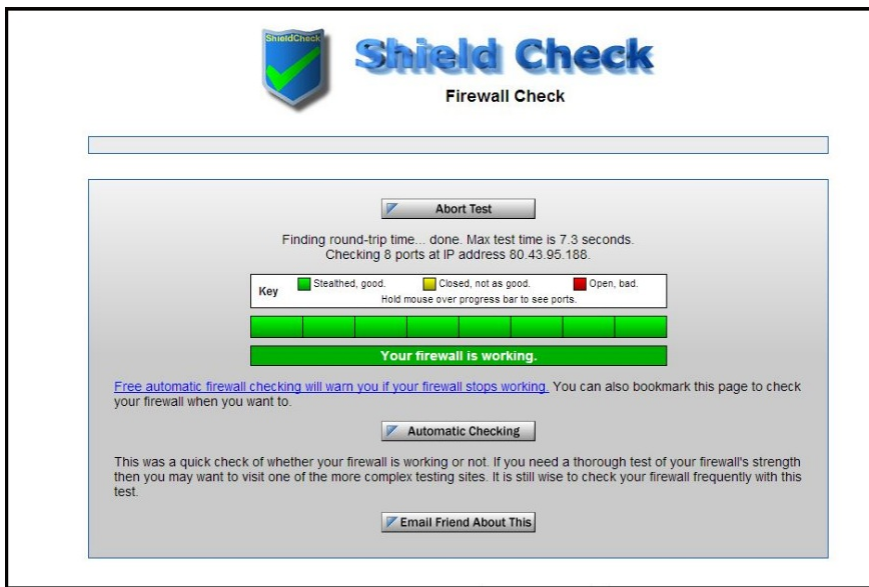 ShieldCheck
Shield Check
Firewall Check
Abort Test
Finding round-trip time... done. Max test time is 7.3 seconds.
Checking 8 ports at IP address 80.43.95.188.
Key
Stealthed, good. Closed, not as good. Open, bad.
Hold mouse over progress bar to see ports.
Your firewall is working.
Free automatic firewall checking will warn you if your firewall stops working. You can also bookmark this page to check
your firewall when you want to.
Automatic Checking
This was a quick check of whether your firewall is working or not. If you need a thorough test of your firewall's strength
then you may want to visit one of the more complex testing sites. It is still wise to check your firewall frequently with this
test.
Email Friend About This